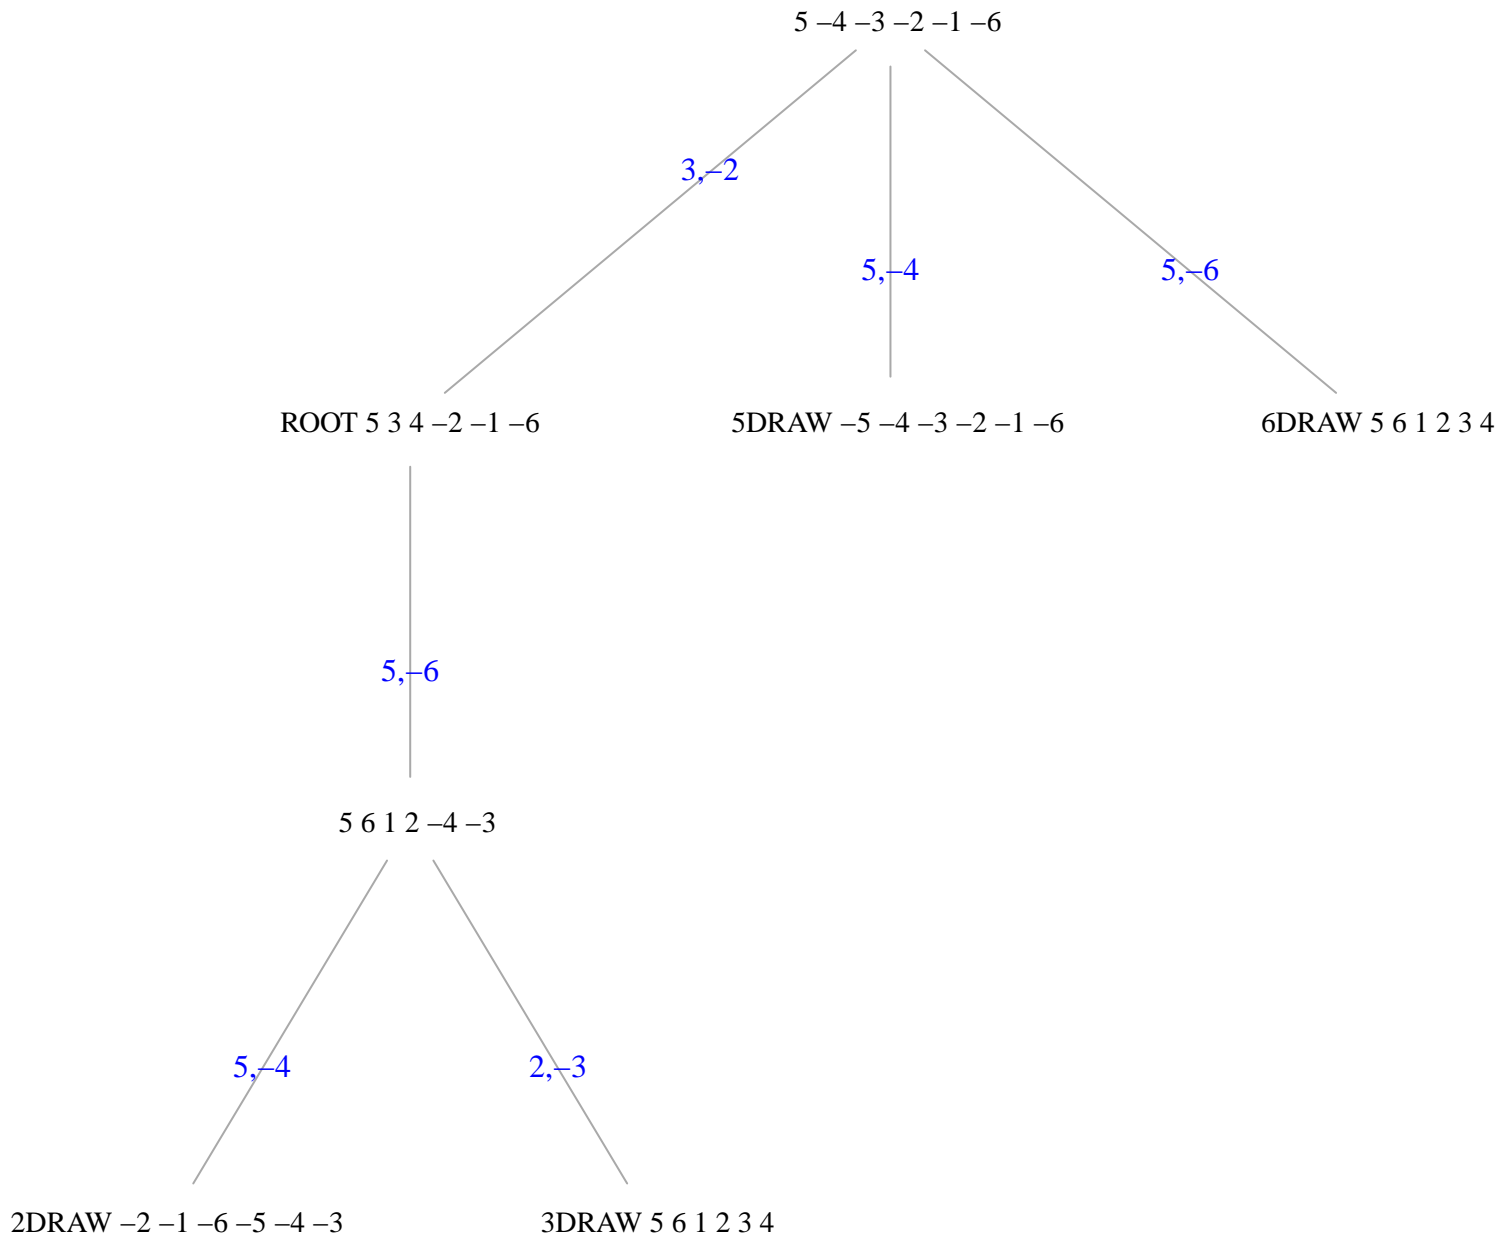 5 –4 –3 –2 –1 –6
3,–2
5,–4
5,–6
ROOT 5 3 4 –2 –1 –6
5DRAW –5 –4 –3 –2 –1 –6
6DRAW 5 6 1 2 3 4
5,–6
5 6 1 2 –4 –3
5,–4
2,–3
2DRAW –2 –1 –6 –5 –4 –3
3DRAW 5 6 1 2 3 4